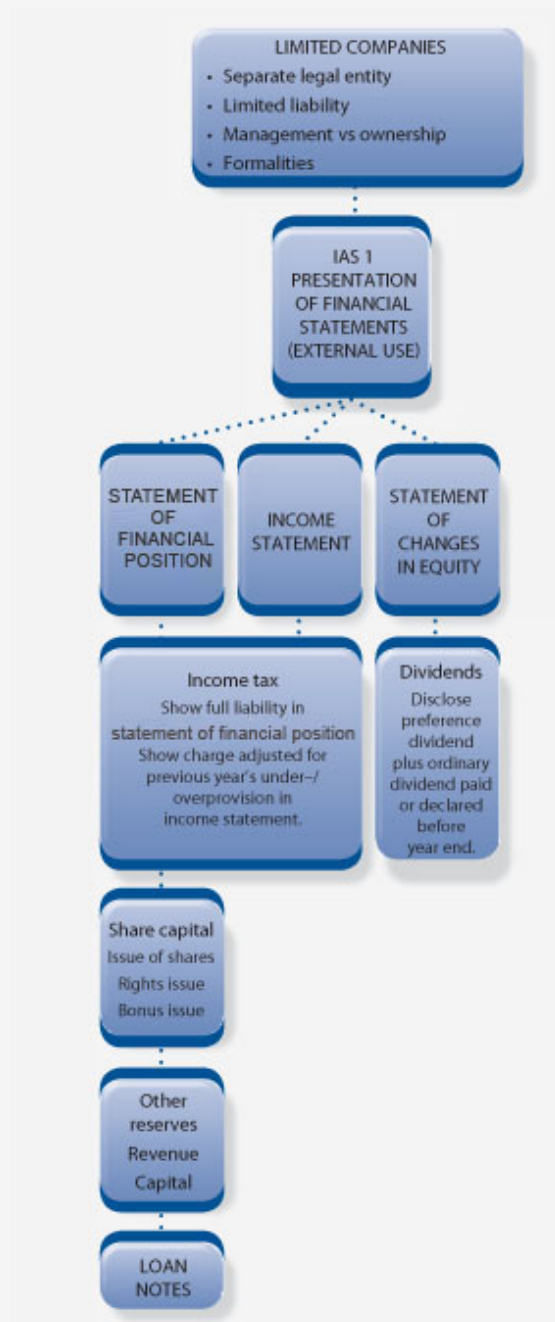 LIMITED COMPANIES
• Separate legal entity
• Limited liability
• Management vs ownership
• Formalities
IAS 1
PRESENTATION
OF FINANCIAL
STATEMENTS
(EXTERNAL USE)
STATEMENT
OF
FINANCIAL
POSITION
INCOME
STATEMENT
STATEMENT
OF
CHANGES
IN EQUITY
Income tax
Show full liability in
statement of financial position
Show charge adjusted for
previous year's under–/
overprovision in
income statement.
Dividends
Disclose
preference
dividend
plus ordinary
dividend paid
or declared
before
year end.
Share capital
Issue of shares
Rights issue
Bonus issue
Other
reserves
Revenue
Capital
LOAN
NOTES